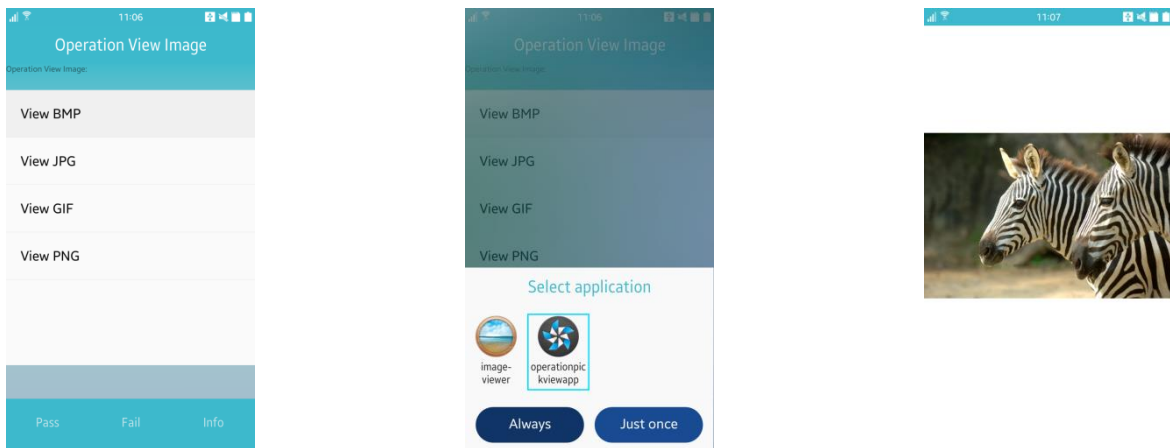 11:06
Operation View Image
Operation View Image:
View BMP
View JPG
View GIF
View PNG
Pass Fail Info
11:06
Operation View Image
Operation View Image:
View BMP
View JPG
View GIF
View PNG
Select application
image-
viewer
operationpic
kviewapp
Always Just once
11:07